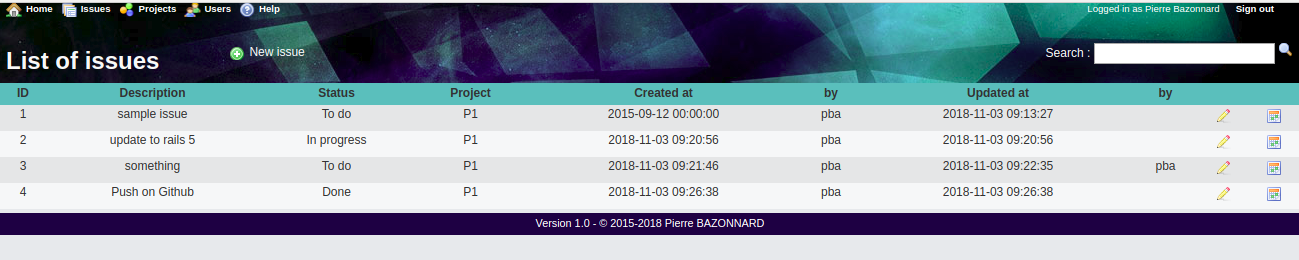 Home Issues Projects Users Help Logged in as Pierre Bazonnard Sign out
List of issues New issue Search :
ID Description Status Project Created at by Updated at by
1 sample issue To do P1 2015-09-12 00:00:00 pba 2018-11-03 09:13:27
2 update to rails 5 In progress P1 2018-11-03 09:20:56 pba 2018-11-03 09:20:56
3 something To do P1 2018-11-03 09:21:46 pba 2018-11-03 09:22:35 pba
4 Push on Github Done P1 2018-11-03 09:26:38 pba 2018-11-03 09:26:38
Version 1.0 - © 2015-2018 Pierre BAZONNARD